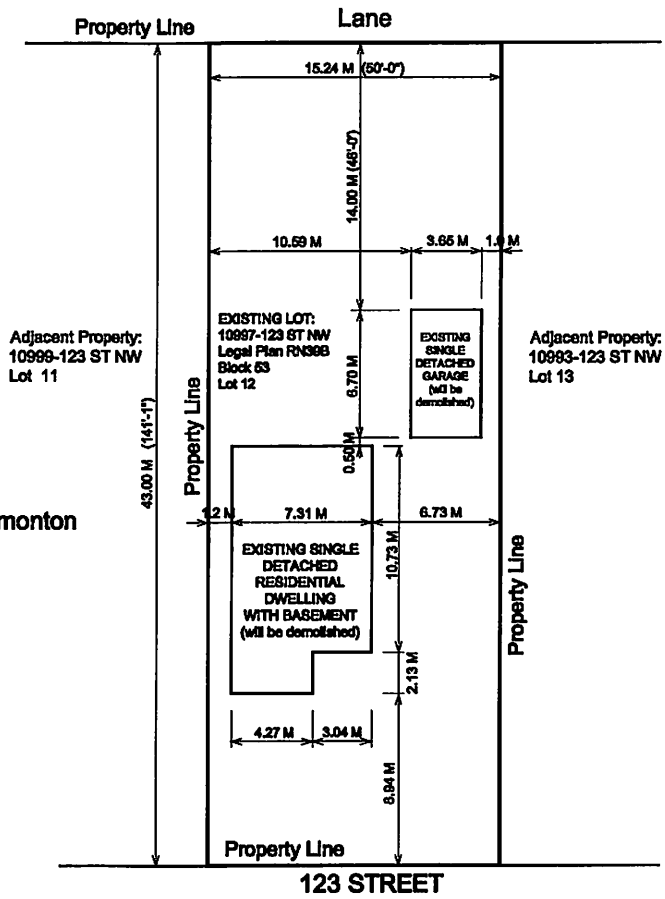 Lane
Property Line
15.24 M (50'-0")
14.00 M (46'-0")
10.59 M
3.65 M
1.0 M
EXISTING LOT:
10997-123 ST NW
Legal Plan RN39B
Block 53
Lot 12
Adjacent Property:
10999-123 ST NW
Lot 11
EXISTING
SINGLE
DETACHED
GARAGE
(will be
demolished)
Adjacent Property:
10993-123 ST NW
Lot 13
6.70 M
43.00 M (141'-1")
Property Line
0.50 M
monton
1.2 M
7.31 M
6.73 M
10.73 M
EXISTING SINGLE
DETACHED
RESIDENTIAL
DWELLING
WITH BASEMENT
(will be demolished)
Property Line
2.13 M
4.27 M
3.04 M
8.94 M
Property Line
123 STREET